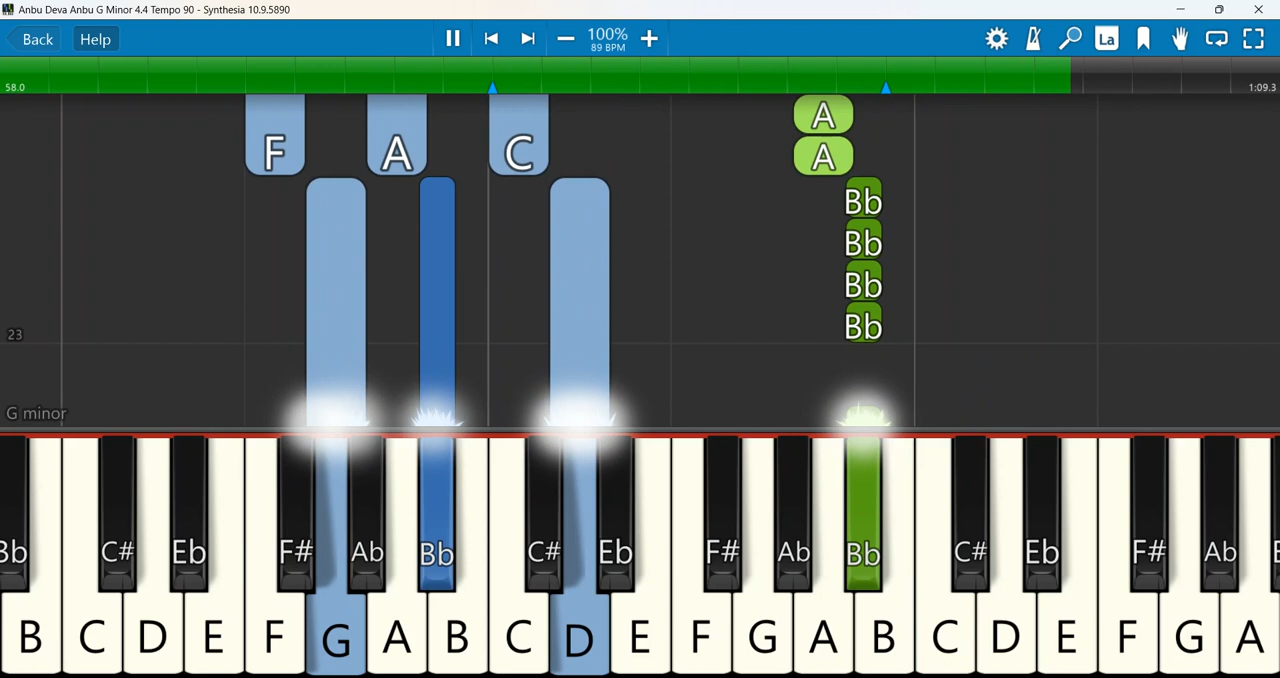 Anbu Deva Anbu G Minor 4.4 Tempo 90 - Synthesia 10.9.5890
Back Help 100% La
89 BPM
58.0 1:09.3
A
F A C A
Bb
Bb
Bb
Bb
23
G minor
Bb C# Eb F# Ab Bb C# Eb F# Ab Bb C# Eb F# Ab E
B C D E F G A B C D E F G A B C D E F G A